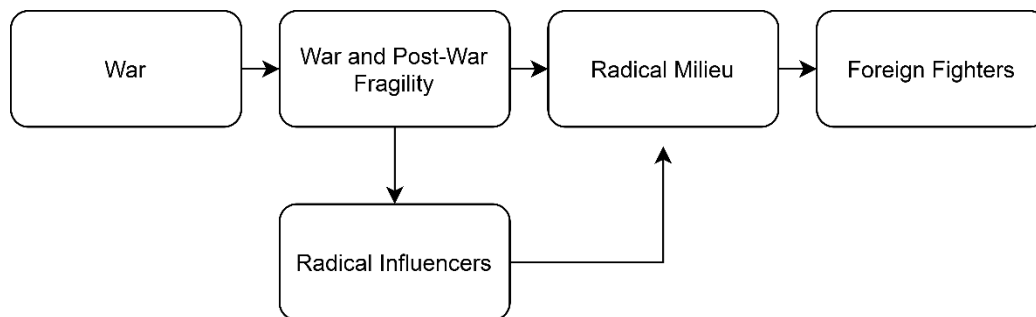 War
War and Post-War
Fragility
Radical Milieu
Foreign Fighters
Radical Influencers